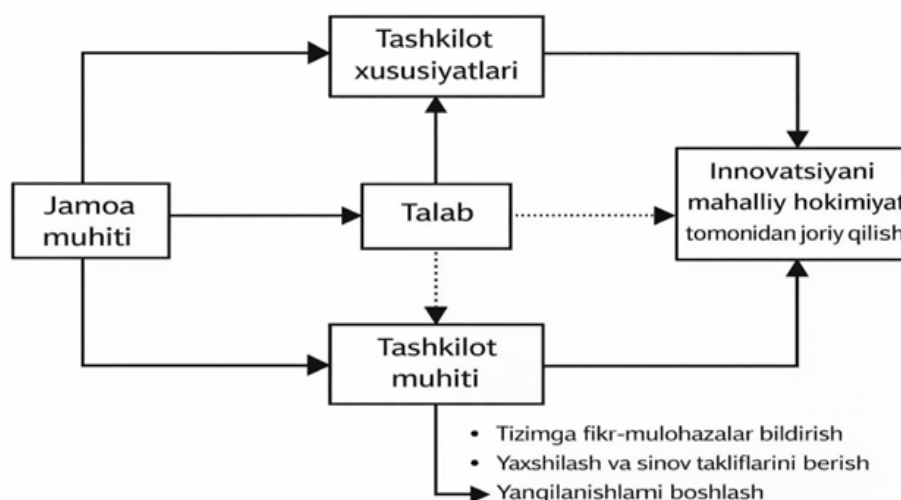 Tashkilot
xususiyatlari
Jamoa
muhiti
Talab
Innovatsiyani
mahalliy hokimiyat
tomonidan joriy qilish
Tashkilot
muhiti
• Tizimga fikr-mulohazalar bildirish
• Yaxshilash va sinov takliflarini berish
Yangilanishlami boshlash